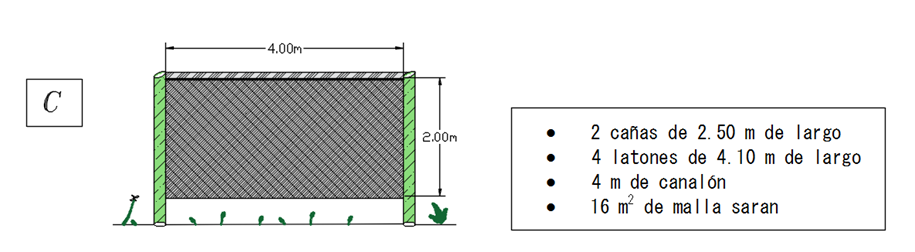 4.00m
C
2.00m
• 2 cañas de 2.50 m de largo
• 4 latones de 4.10 m de largo
• 4 m de canalón
• 16 m² de malla saran